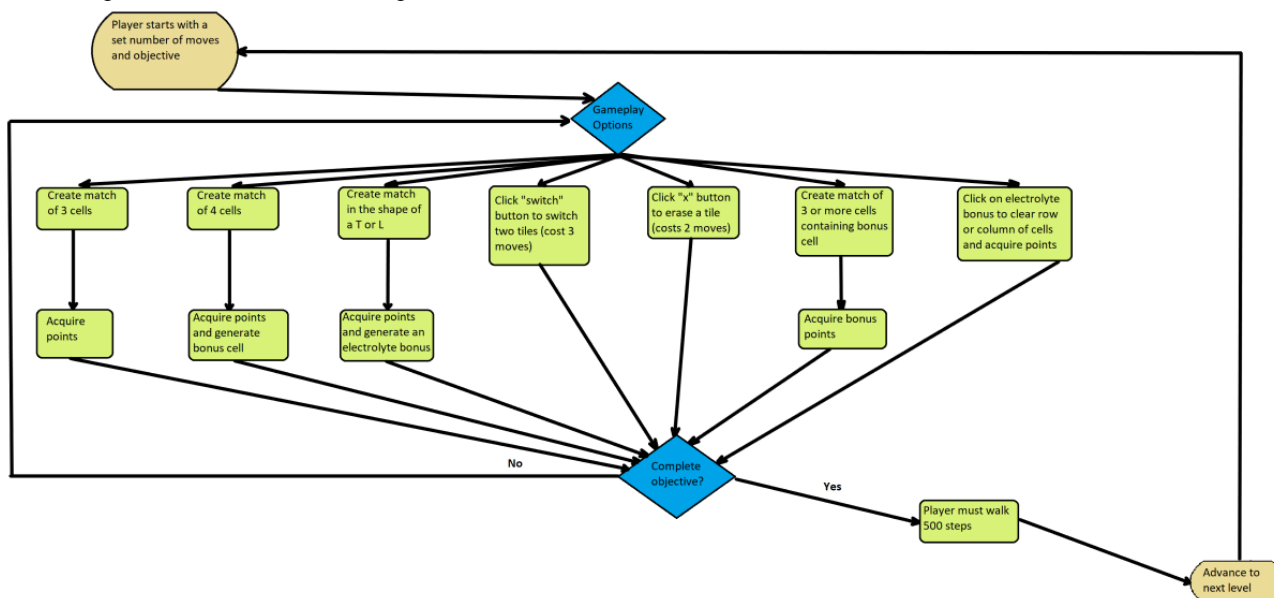 Player starts with a
set number of moves
and objective
Gameplay
Options
Create match
of 3 cells
Create match
of 4 cells
Create match
in the shape of
a T or L
Click "switch"
button to switch
two tiles (cost 3
moves)
Click "x" button
to erase a tile
(costs 2 moves)
Create match of
3 or more cells
containing bonus
cell
Click on electrolyte
bonus to clear row
or column of cells
and acquire points
Acquire
points
Acquire points
and generate
bonus cell
Acquire points
and generate an
electrolyte bonus
Acquire bonus
points
Complete
objective?
No
Yes
Player must walk
500 steps
Advance to
next level